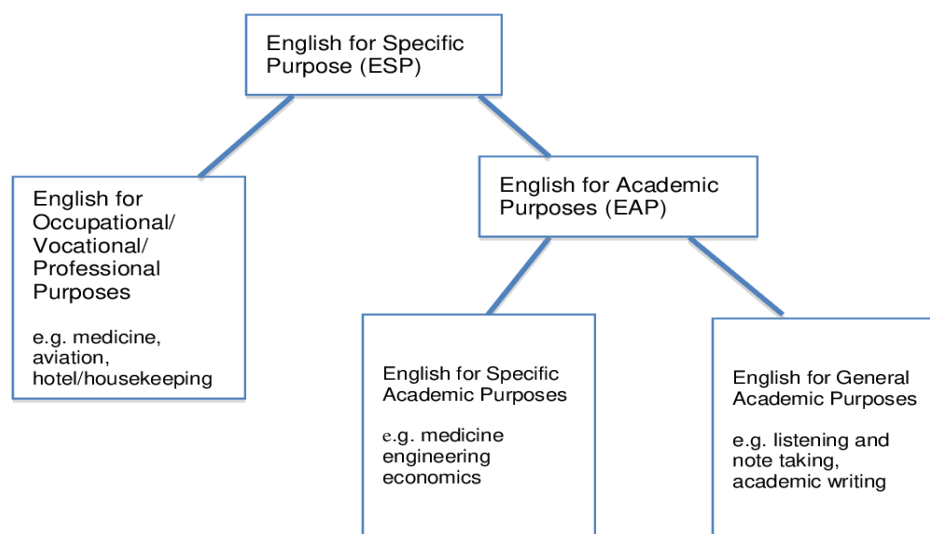 English for Specific
Purpose (ESP)
English for
Occupational/
Vocational/
Professional
Purposes
e.g. medicine,
aviation,
hotel/housekeeping
English for Academic
Purposes (EAP)
English for Specific
Academic Purposes
e.g. medicine
engineering
economics
English for General
Academic Purposes
e.g. listening and
note taking,
academic writing